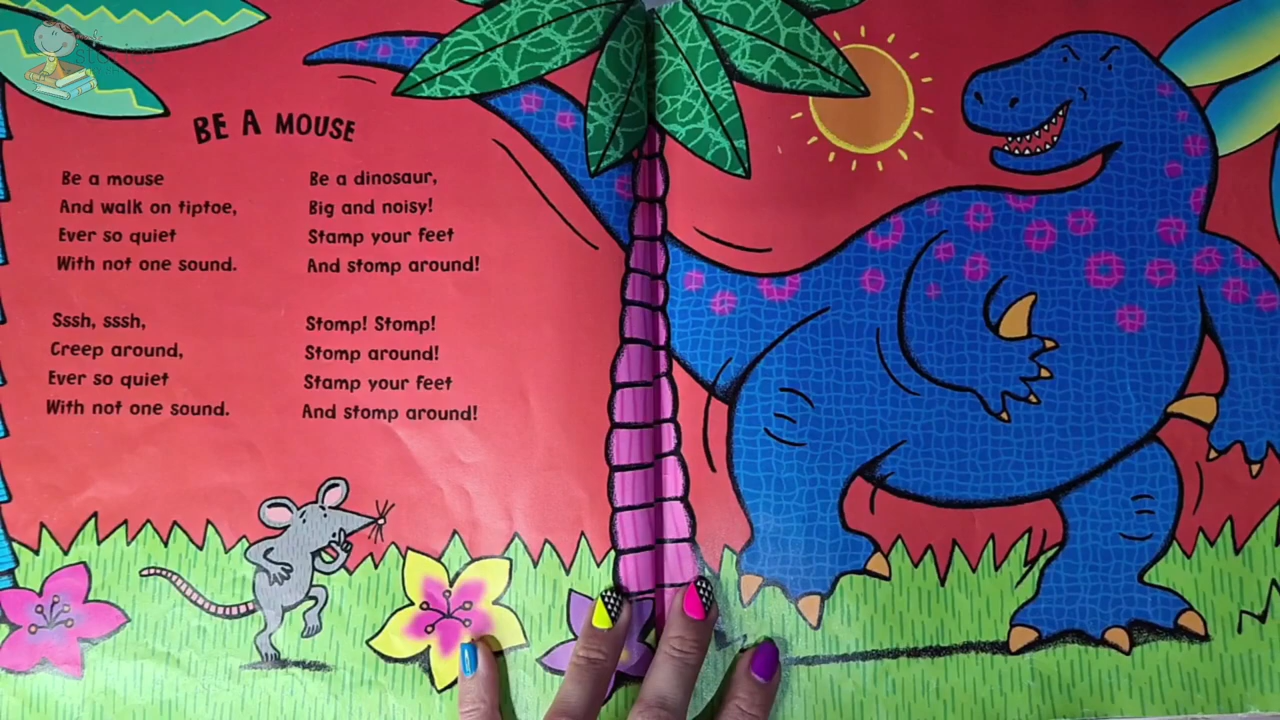 BE A MOUSE
Be a mouse
And walk on tiptoe,
Ever so quiet
With not one sound.
Sssh, sssh,
Creep around,
Ever so quiet
With not one sound.
Be a dinosaur,
Big and noisy!
Stamp your feet
And stomp around!
Stomp! Stomp!
Stomp around!
Stamp your feet
And stomp around!